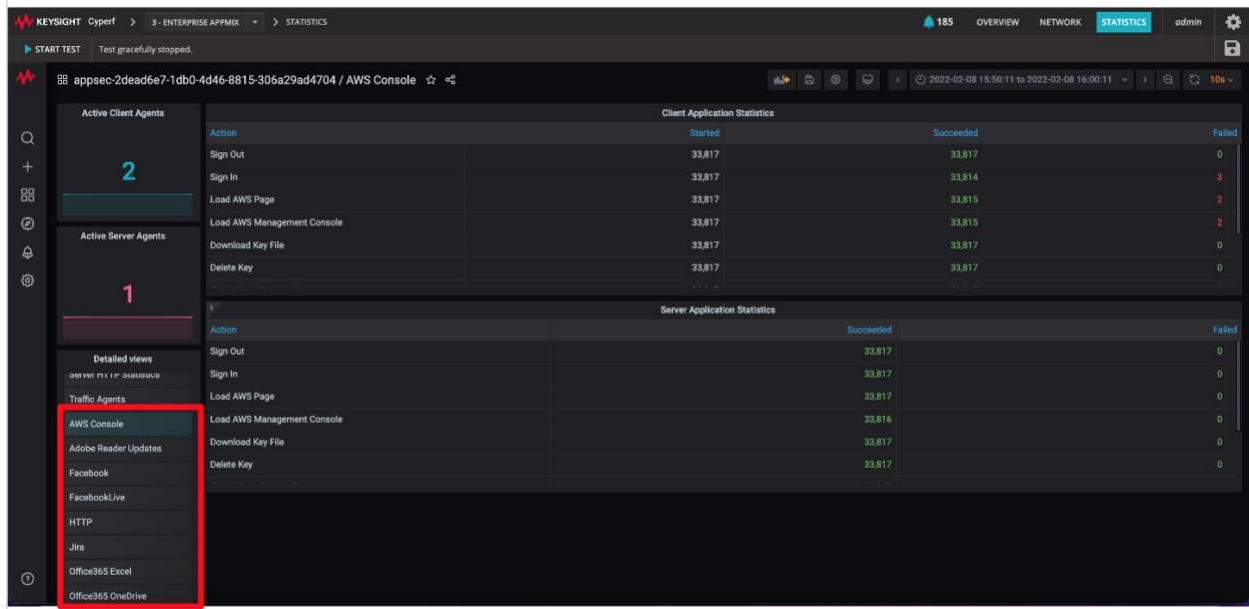 KEYSIGHT Cyperf > 3 - ENTERPRISE APPMIX > STATISTICS 185 OVERVIEW NETWORK STATISTICS admin
START TEST Test gracefully stopped.
appsec-2dead6e7-1db0-4d46-8815-306a29ad4704 / AWS Console 2022-02-08 15:50:11 to 2022-02-08 16:00:11 10s
Active Client Agents
2
Active Server Agents
1
Client Application Statistics
Action Started Succeeded Failed
Sign Out 33,817 33,817 0
Sign In 33,817 33,814 3
Load AWS Page 33,817 33,815 2
Load AWS Management Console 33,817 33,815 2
Download Key File 33,817 33,817 0
Delete Key 33,817 33,817 0
Server Application Statistics
Action Succeeded Failed
Sign Out 33,817 0
Sign In 33,817 0
Load AWS Page 33,817 0
Load AWS Management Console 33,816 0
Download Key File 33,817 0
Delete Key 33,817 0
Detailed views
Server HTTP Statistics
Traffic Agents
AWS Console
Adobe Reader Updates
Facebook
FacebookLive
HTTP
Jira
Office365 Excel
Office365 OneDrive